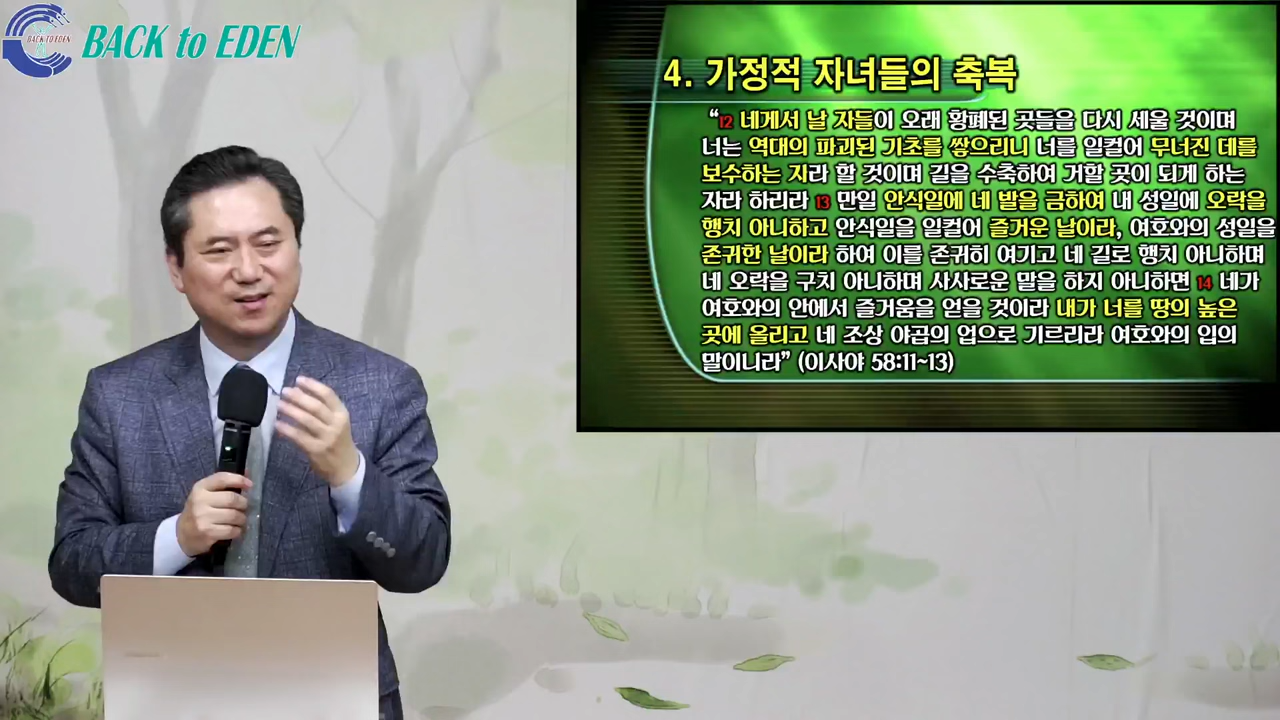 BACK TO EDEN
BACK to EDEN
4. 가정적 자녀들의 축복
“12 네게서 날 자들이 오래 황폐된 곳들을 다시 세울 것이며
너는 역대의 파괴된 기초를 쌓으리니 너를 일컬어 무너진 데를
보수하는 자라 할 것이며 길을 수축하여 거할 곳이 되게 하는
자라 하리라 13 만일 안식일에 네 발을 금하여 내 성일에 오락을
행치 아니하고 안식일을 일컬어 즐거운 날이라, 여호와의 성일을
존귀한 날이라 하여 이를 존귀히 여기고 네 길로 행치 아니하며
네 오락을 구치 아니하며 사사로운 말을 하지 아니하면 14 네가
여호와의 안에서 즐거움을 얻을 것이라 내가 너를 땅의 높은
곳에 올리고 네 조상 야곱의 업으로 기르리라 여호와의 입의
말이니라” (이사야 58:11~13)